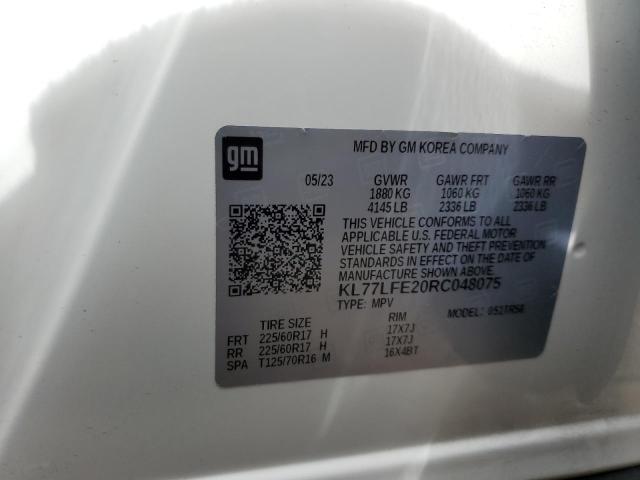 gm
MFD BY GM KOREA COMPANY
05/23 GVWR GAWR FRT GAWR RR
1880 KG 1060 KG 1060 KG
4145 LB 2336 LB 2336 LB
THIS VEHICLE CONFORMS TO ALL
APPLICABLE U.S. FEDERAL MOTOR
VEHICLE SAFETY AND THEFT PREVENTION
STANDARDS IN EFFECT ON THE DATE
OF MANUFACTURE SHOWN ABOVE.
KL77LFE20RC048075
TYPE: MPV MODEL: 0S1TR58
TIRE SIZE RIM
FRT 225/60R17 H 17X7J
RR 225/60R17 H 17X7J
SPA T125/70R16 M 16X4BT